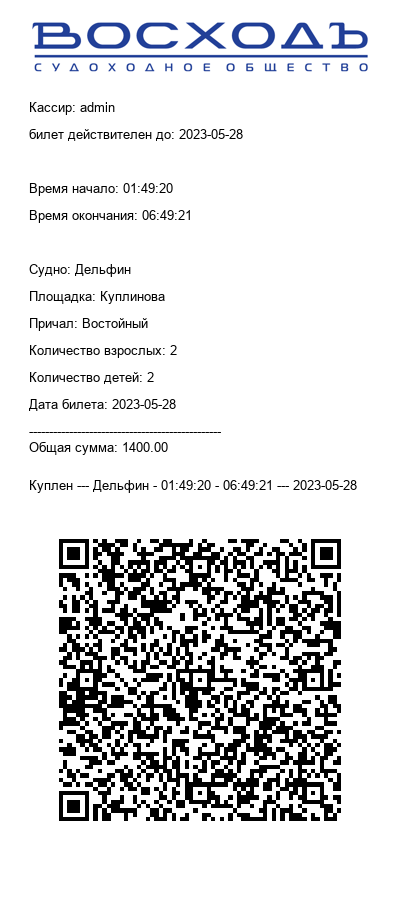 ВОСХОДЪ
СУДОХОДНОЕ ОБЩЕСТВО
Кассир: admin
билет действителен до: 2023-05-28
Время начало: 01:49:20
Время окончания: 06:49:21
Судно: Дельфин
Площадка: Куплинова
Причал: Востойный
Количество взрослых: 2
Количество детей: 2
Дата билета: 2023-05-28
------------------------------------------------
Общая сумма: 1400.00
Куплен --- Дельфин - 01:49:20 - 06:49:21 --- 2023-05-28